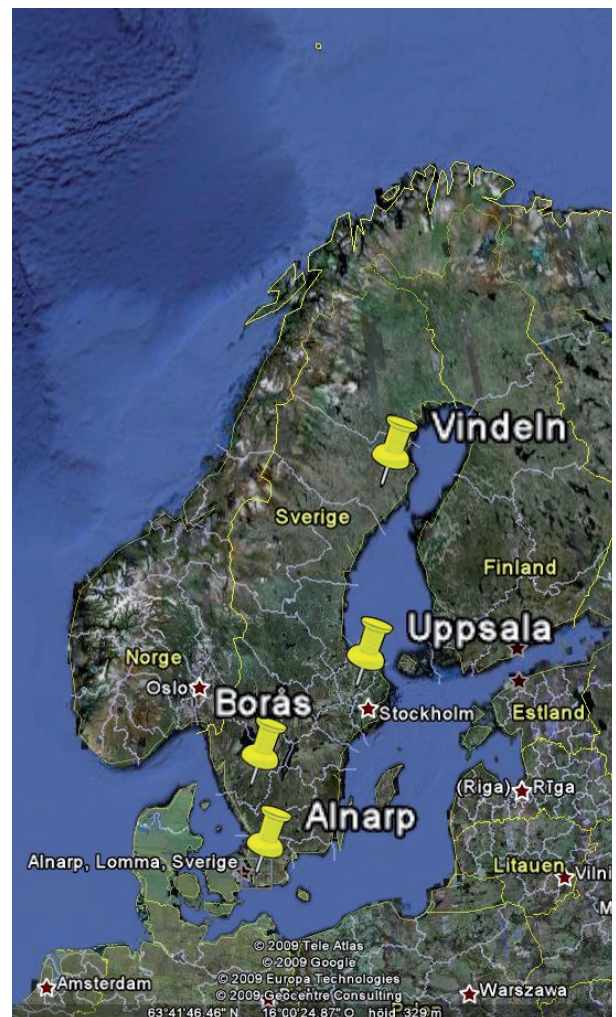 Vindeln
Sverige
Finland
Uppsala
Norge
Oslo
Borås
Stockholm
Estland
(Riga) Rīga
Alnarp
Alnarp, Lomma, Sverige
Litauen
© 2009 Tele Atlas
© 2009 Google
© 2009 Europa Technologies
© 2009 Geocentre Consulting
Amsterdam
Warszawa
63°41'46.46" N 16°00'24.87" O höjd 329 m